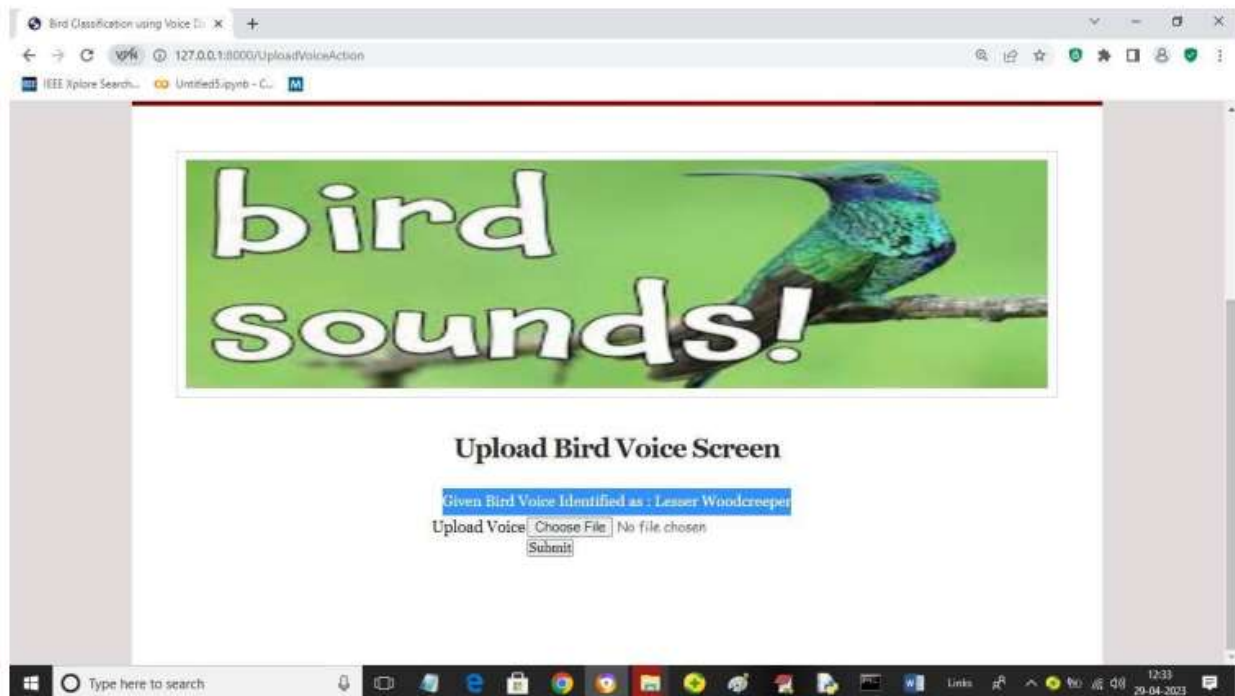 Bird Classification using Voice D
127.0.0.1:8000/UploadVoiceAction
IEEE Xplore Search... Untitled5.ipynb - C... M
bird
sounds!
Upload Bird Voice Screen
Given Bird Voice Identified as : Lesser Woodcreeper
Upload Voice Choose File No file chosen
Submit
Type here to search
Links
12:33
29-04-2023